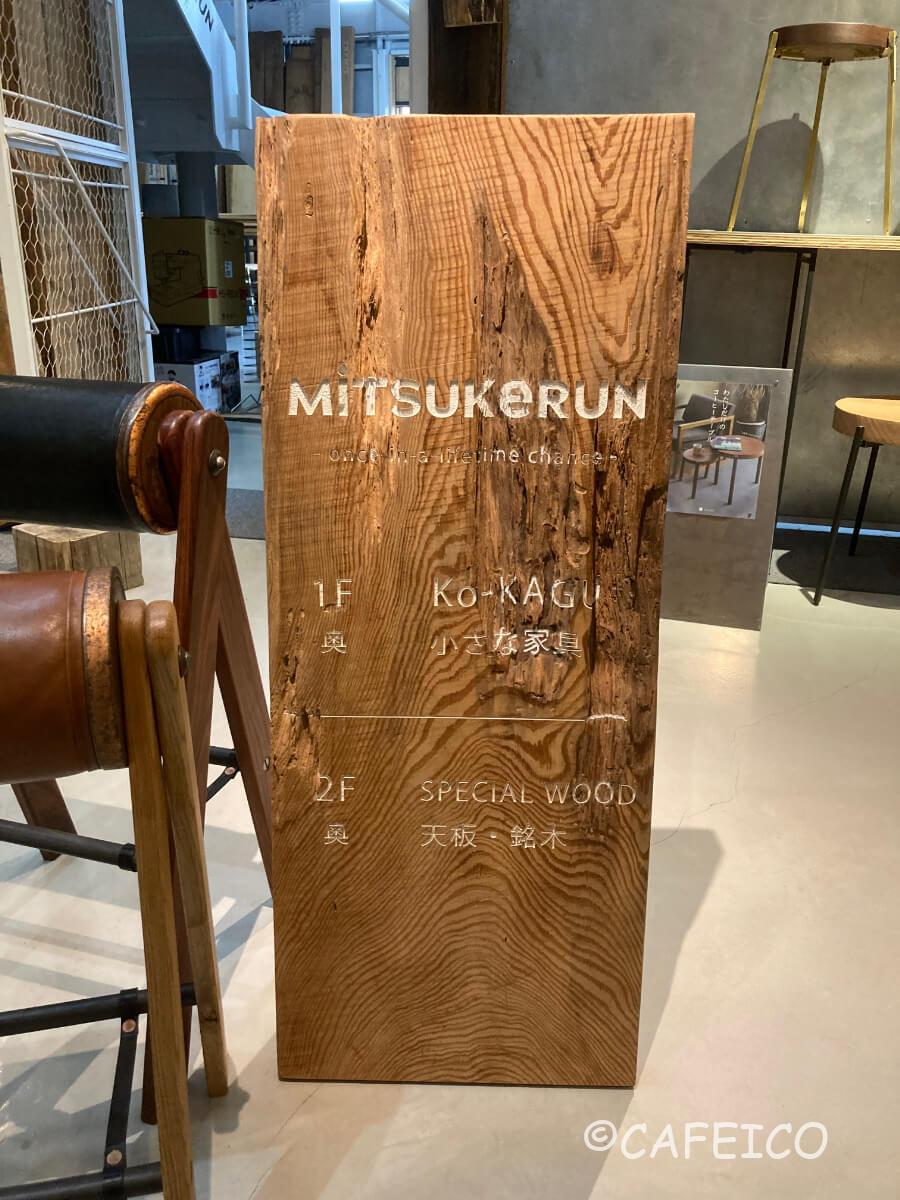 MiTSUKeRUN
- once-in-a-lifetime chance -
1F Ko-KAGU
奥 小さな家具
2F SPECIAL WOOD
奥 天板・銘木
©CAFEICO